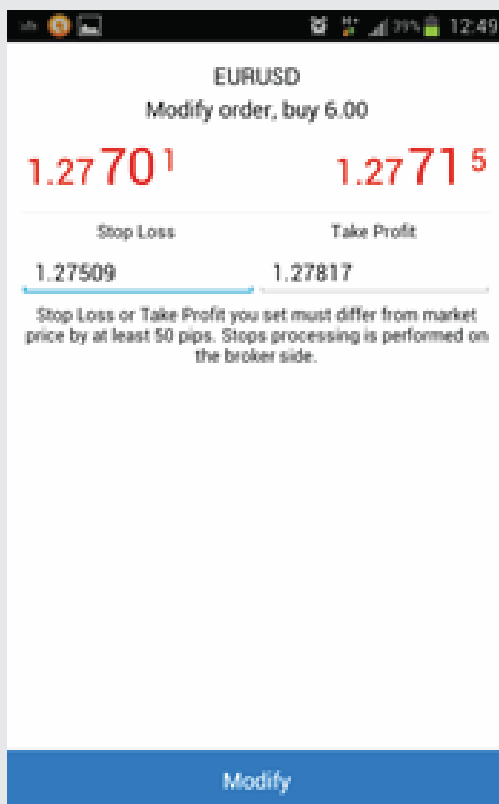 39% 12:49
EURUSD
Modify order, buy 6.00
1.27701 1.27715
Stop Loss Take Profit
1.27509 1.27817
Stop Loss or Take Profit you set must differ from market
price by at least 50 pips. Stops processing is performed on
the broker side.
Modify